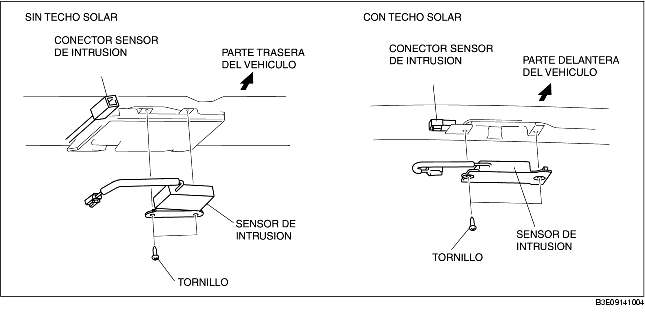 SIN TECHO SOLAR
CONECTOR SENSOR
DE INTRUSION
PARTE TRASERA
DEL VEHICULO
SENSOR DE
INTRUSION
TORNILLO
CON TECHO SOLAR
CONECTOR SENSOR
DE INTRUSION
PARTE DELANTERA
DEL VEHICULO
SENSOR DE
INTRUSION
TORNILLO
B3E09141004